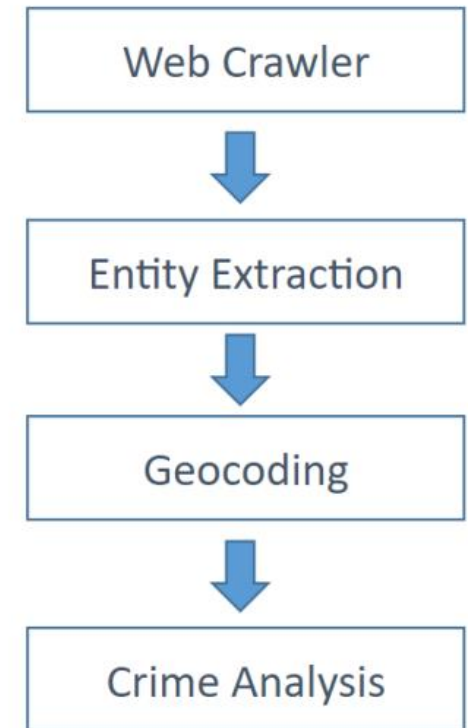 Web Crawler
Entity Extraction
Geocoding
Crime Analysis